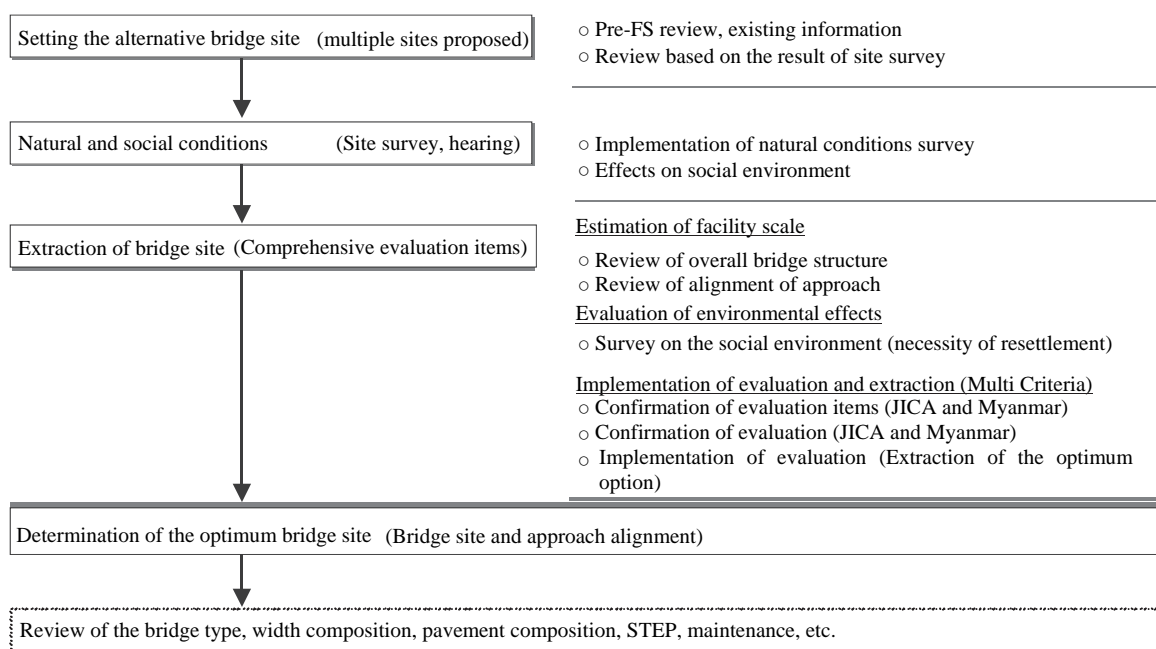 Setting the alternative bridge site (multiple sites proposed)
○ Pre-FS review, existing information
○ Review based on the result of site survey
Natural and social conditions (Site survey, hearing)
○ Implementation of natural conditions survey
○ Effects on social environment
Extraction of bridge site (Comprehensive evaluation items)
Estimation of facility scale
○ Review of overall bridge structure
○ Review of alignment of approach
Evaluation of environmental effects
○ Survey on the social environment (necessity of resettlement)
Implementation of evaluation and extraction (Multi Criteria)
○ Confirmation of evaluation items (JICA and Myanmar)
○ Confirmation of evaluation (JICA and Myanmar)
○ Implementation of evaluation (Extraction of the optimum
option)
Determination of the optimum bridge site (Bridge site and approach alignment)
Review of the bridge type, width composition, pavement composition, STEP, maintenance, etc.